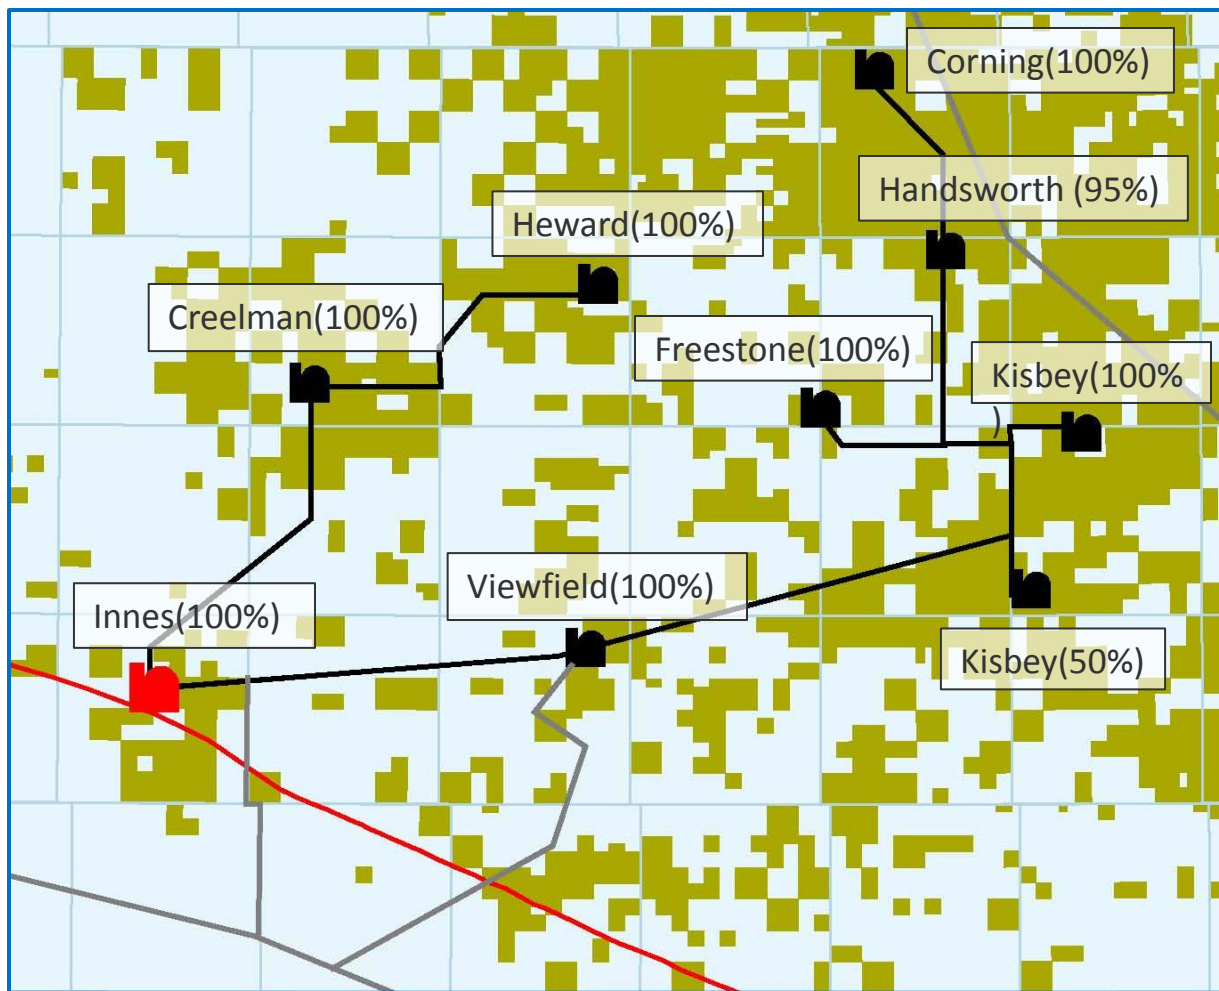 Corning(100%)
Handsworth (95%)
Heward(100%)
Creelman(100%)
Freestone(100%)
Kisbey(100%
)
Viewfield(100%)
Innes(100%)
Kisbey(50%)